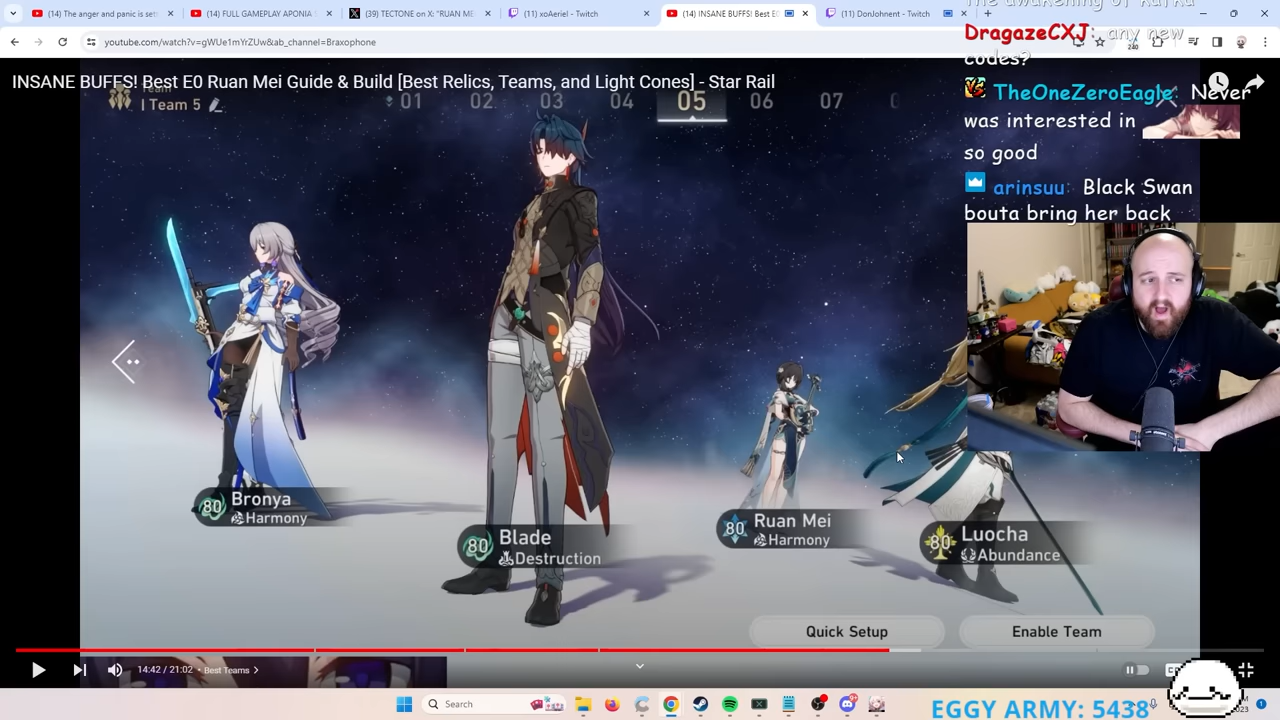 (14) The anger and panic is set
(14) FULL GAMEPLAY APONIA S
(39) TECTONE on X: "RUAN ME
(11) xoAeriel - Twitch
(14) INSANE BUFFS! Best E0
(11) DonJohnent - Twitch
youtube.com/watch?v=gWUe1mYrZUw&ab_channel=Braxophone
240
INSANE BUFFS! Best E0 Ruan Mei Guide & Build [Best Relics, Teams, and Light Cones] - Star Rail
Team 5
01 02 03 04 05 06 07
DragazeCXJ: any new
codes?
TheOneZeroEagle: Never
was interested in
so good
arinsuu: Black Swan
bouta bring her back
80 Bronya
Harmony
80 Blade
Destruction
80 Ruan Mei
Harmony
80 Luocha
Abundance
Quick Setup
Enable Team
14:42 / 21:02 • Best Teams >
Search
EGGY ARMY: 5438